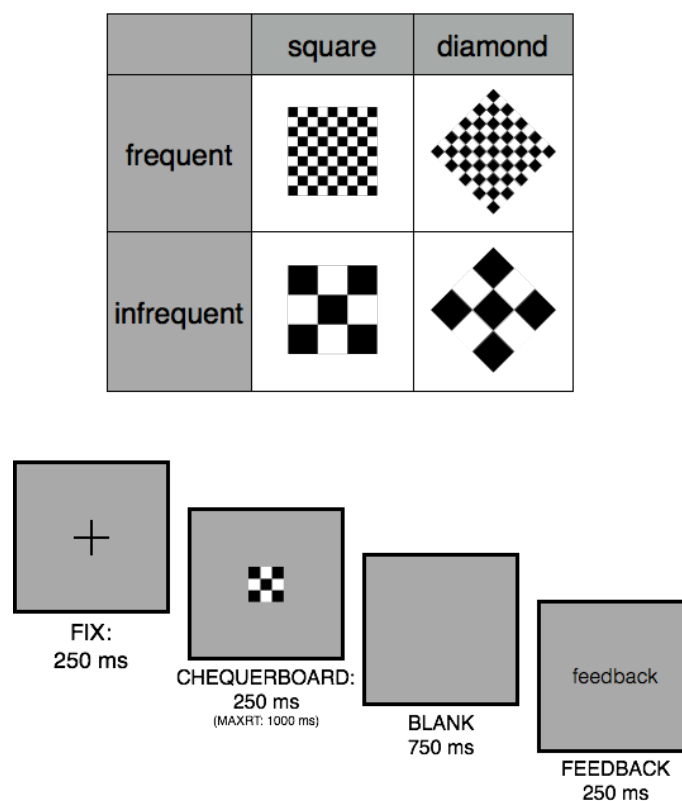 square diamond
frequent
infrequent
FIX:
250 ms
CHEQUERBOARD:
250 ms
(MAXRT: 1000 ms)
BLANK
750 ms
feedback
FEEDBACK
250 ms